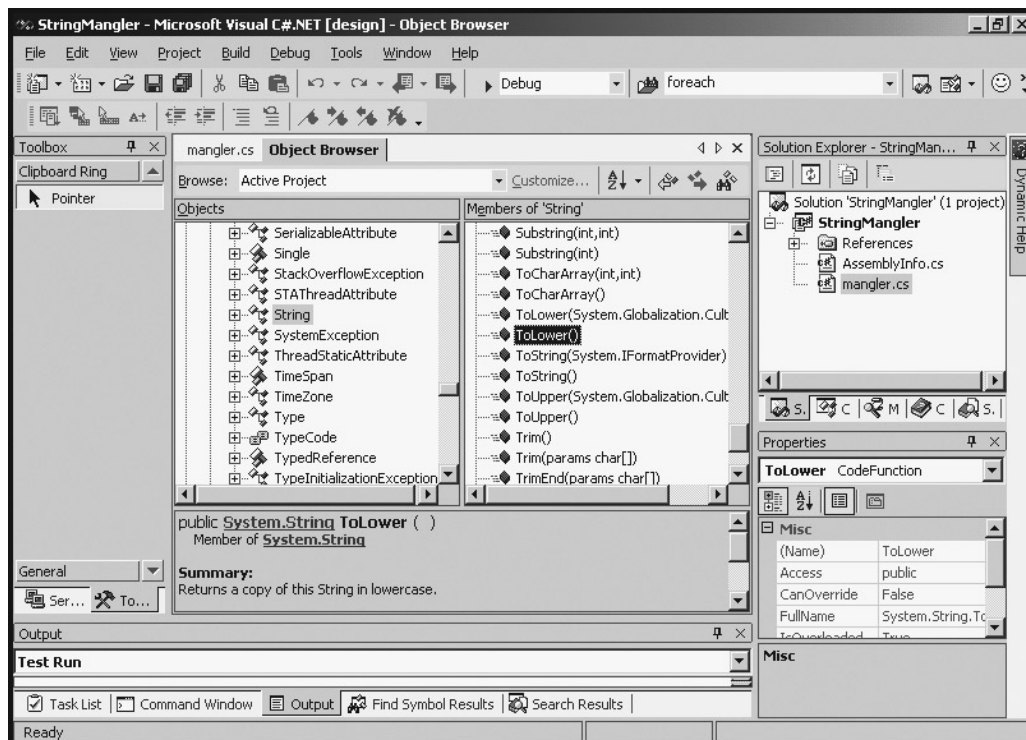 StringMangler - Microsoft Visual C#.NET [design] - Object Browser
File Edit View Project Build Debug Tools Window Help
Debug foreach
Toolbox
Clipboard Ring
Pointer
General
Ser... To...
mangler.cs Object Browser
Browse: Active Project Customize...
Objects
SerializableAttribute
Single
StackOverflowException
STAThreadAttribute
String
SystemException
ThreadStaticAttribute
TimeSpan
TimeZone
Type
TypeCode
TypedReference
TypeInitializationException
Members of 'String'
Substring(int,int)
Substring(int)
ToCharArray(int,int)
ToCharArray()
ToLower(System.Globalization.Cult
ToLower()
ToString(System.IFormatProvider)
ToString()
ToUpper(System.Globalization.Cult
ToUpper()
Trim()
Trim(params char[])
TrimEnd(params char[])
public System.String ToLower ( )
Member of System.String
Summary:
Returns a copy of this String in lowercase.
Solution Explorer - StringMan...
Solution 'StringMangler' (1 project)
StringMangler
References
AssemblyInfo.cs
mangler.cs
S. C M C S.
Dynamic Help
Properties
ToLower CodeFunction
Misc
(Name) ToLower
Access public
CanOverride False
FullName System.String.To
IsOverloaded True
Misc
Output
Test Run
Task List Command Window Output Find Symbol Results Search Results
Ready